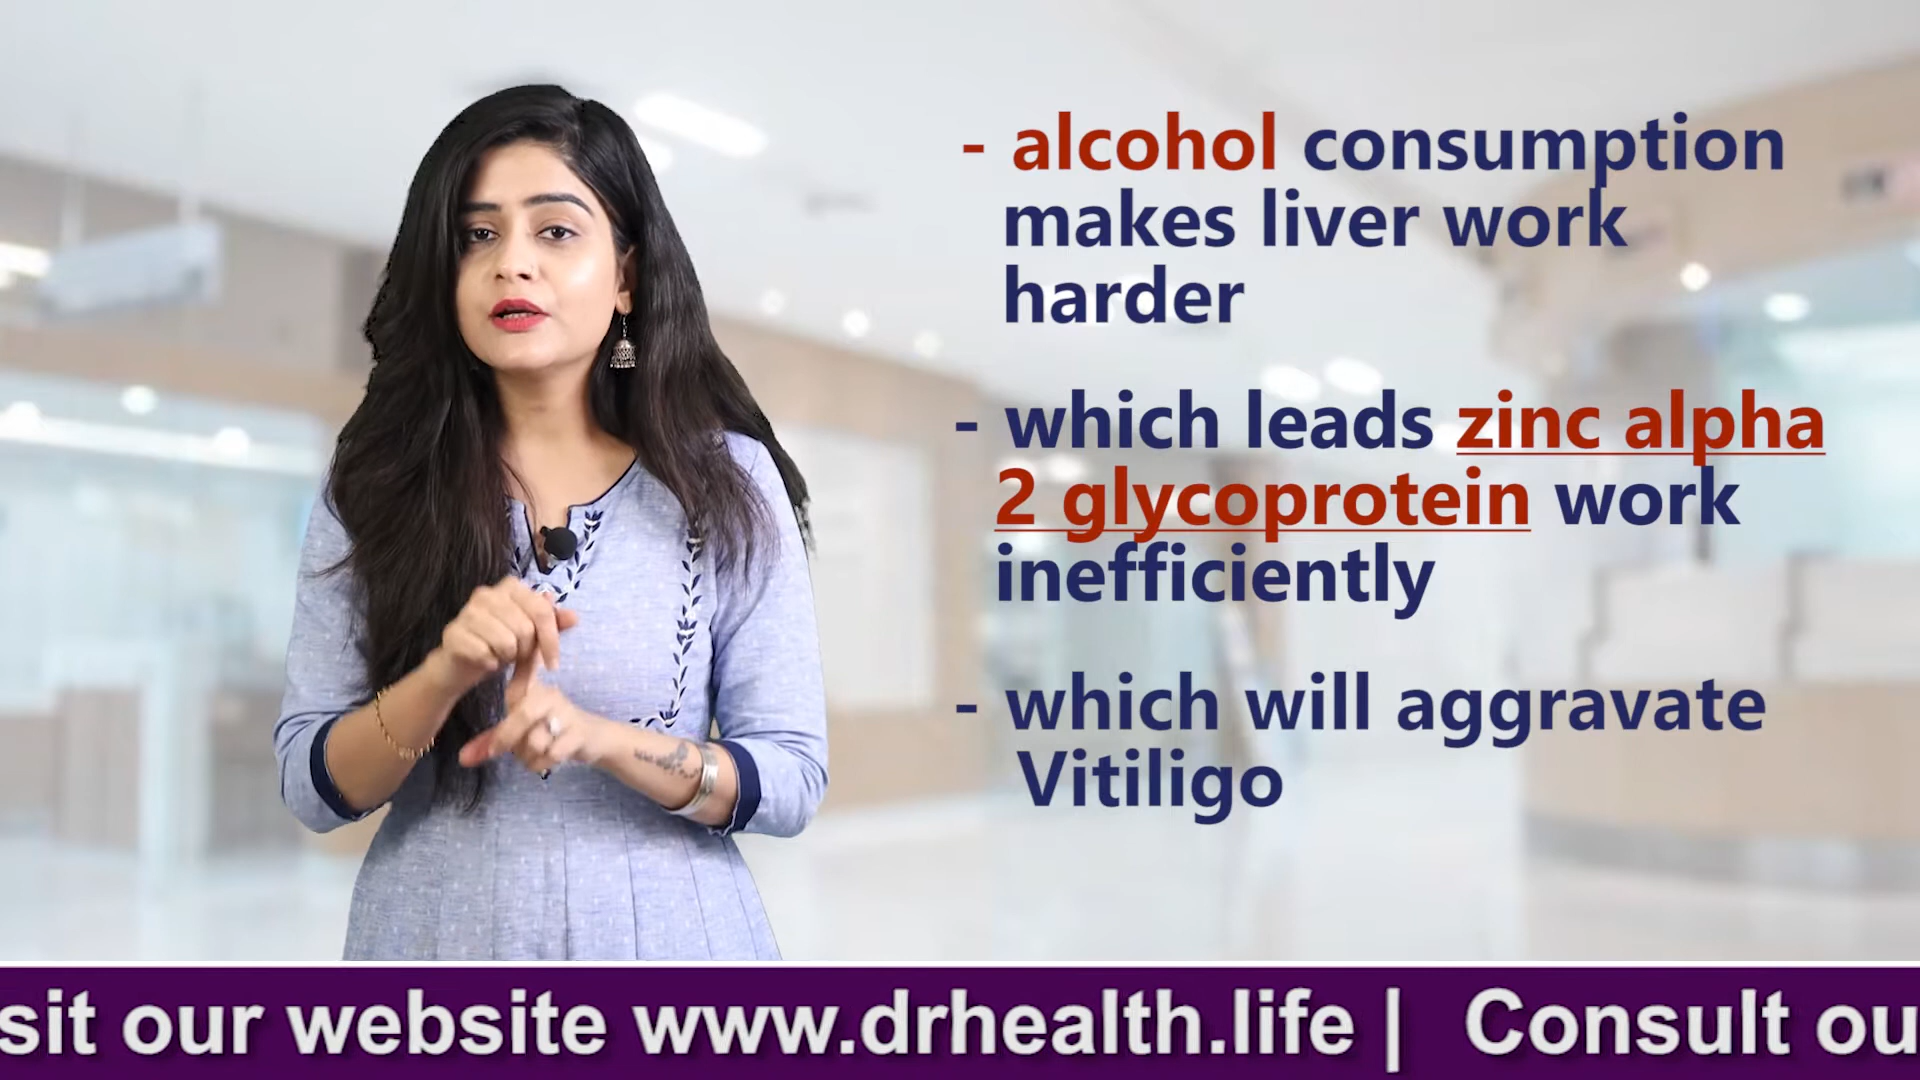 - alcohol consumption
makes liver work
harder
- which leads zinc alpha
2 glycoprotein work
inefficiently
- which will aggravate
Vitiligo
sit our website www.drhealth.life | Consult ou